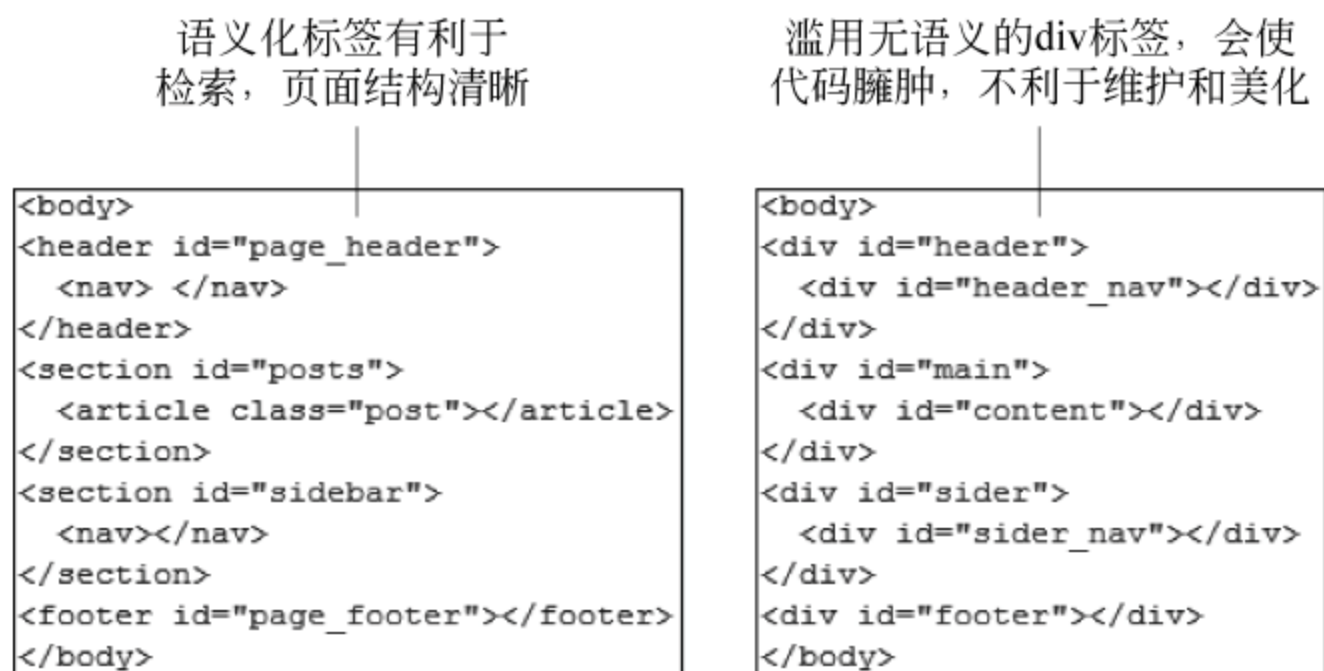 语义化标签有利于
检索，页面结构清晰
<body>
<header id="page_header">
  <nav> </nav>
</header>
<section id="posts">
  <article class="post"></article>
</section>
<section id="sidebar">
  <nav></nav>
</section>
<footer id="page_footer"></footer>
</body>
滥用无语义的div标签，会使
代码臃肿，不利于维护和美化
<body>
<div id="header">
  <div id="header_nav"></div>
</div>
<div id="main">
  <div id="content"></div>
</div>
<div id="sider">
  <div id="sider_nav"></div>
</div>
<div id="footer"></div>
</body>